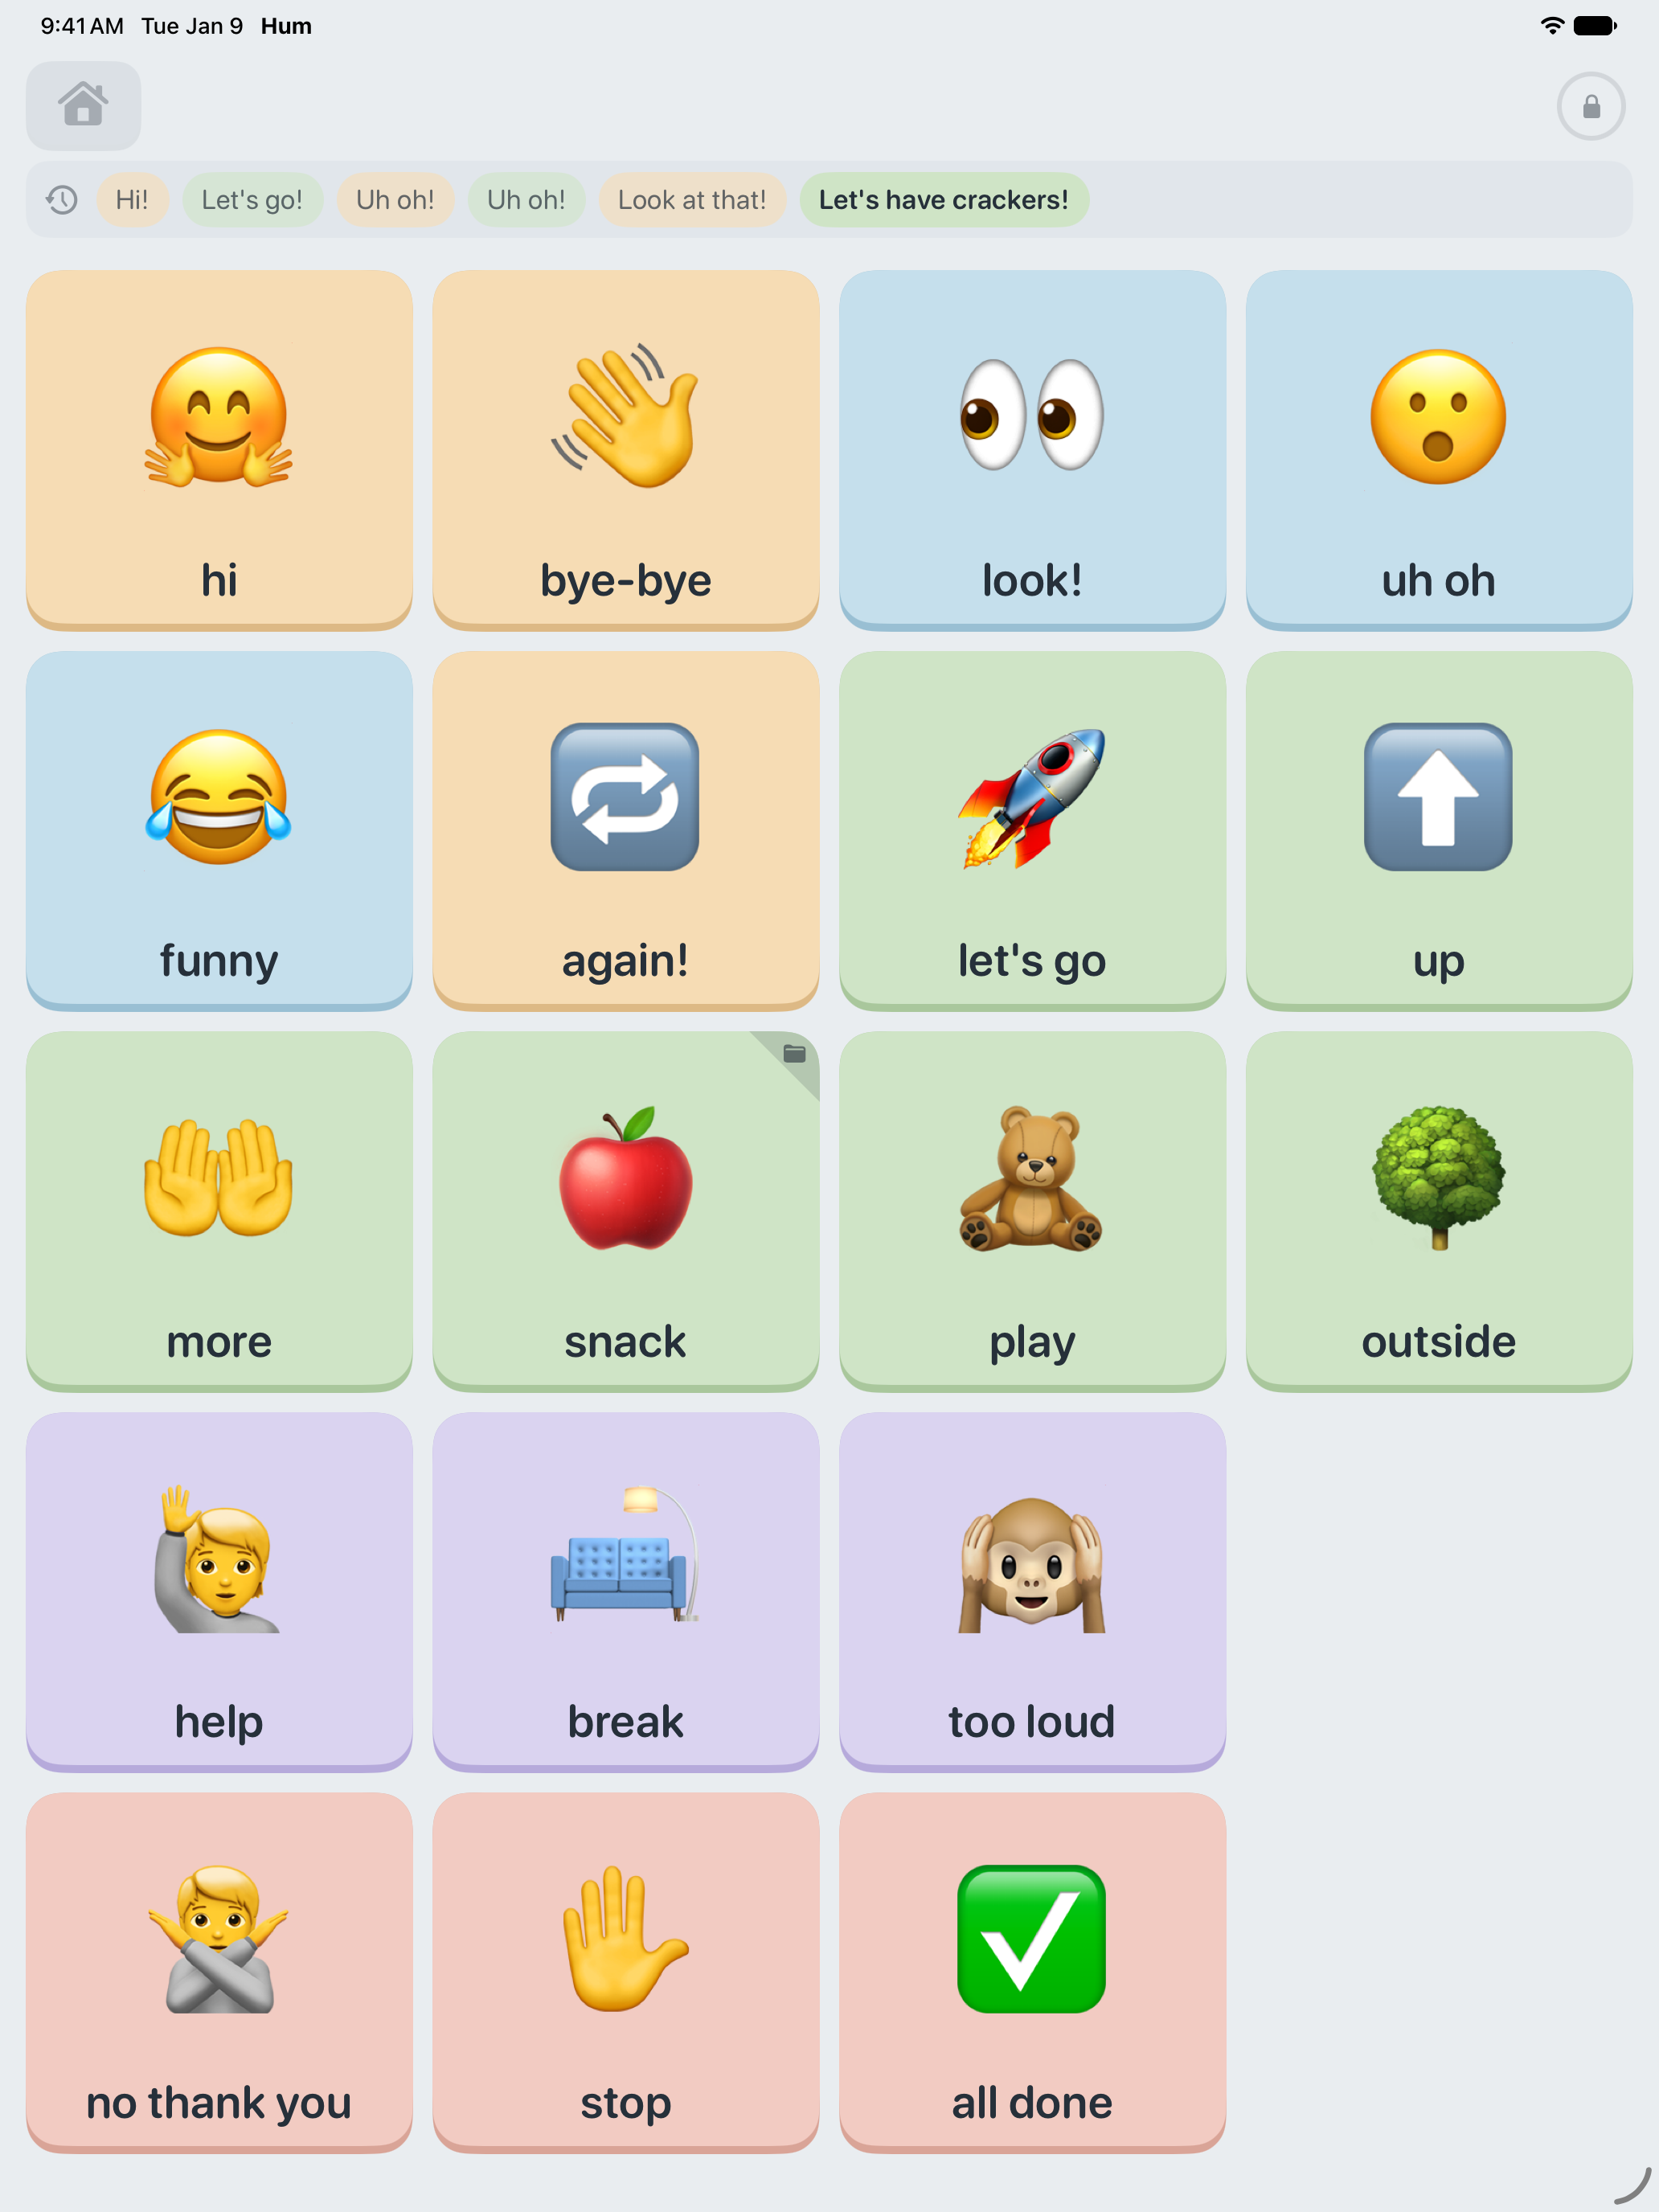 9:41 AM Tue Jan 9 Hum
Hi! Let's go! Uh oh! Uh oh! Look at that! Let's have crackers!
hi bye-bye look! uh oh
funny again! let's go up
more snack play outside
help break too loud
no thank you stop all done